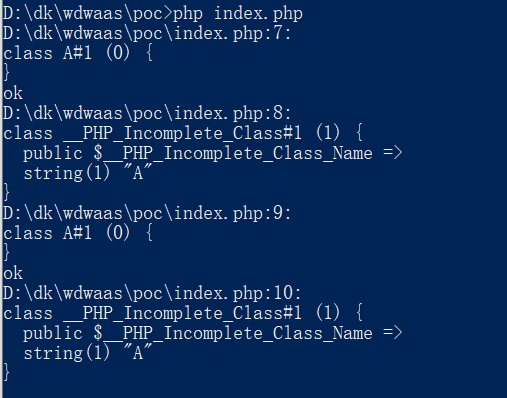 D:\dk\wdwaas\poc>php index.php
D:\dk\wdwaas\poc\index.php:7:
class A#1 (0) {
}
ok
D:\dk\wdwaas\poc\index.php:8:
class __PHP_Incomplete_Class#1 (1) {
  public $__PHP_Incomplete_Class_Name =>
  string(1) "A"
}
D:\dk\wdwaas\poc\index.php:9:
class A#1 (0) {
}
ok
D:\dk\wdwaas\poc\index.php:10:
class __PHP_Incomplete_Class#1 (1) {
  public $__PHP_Incomplete_Class_Name =>
  string(1) "A"
}